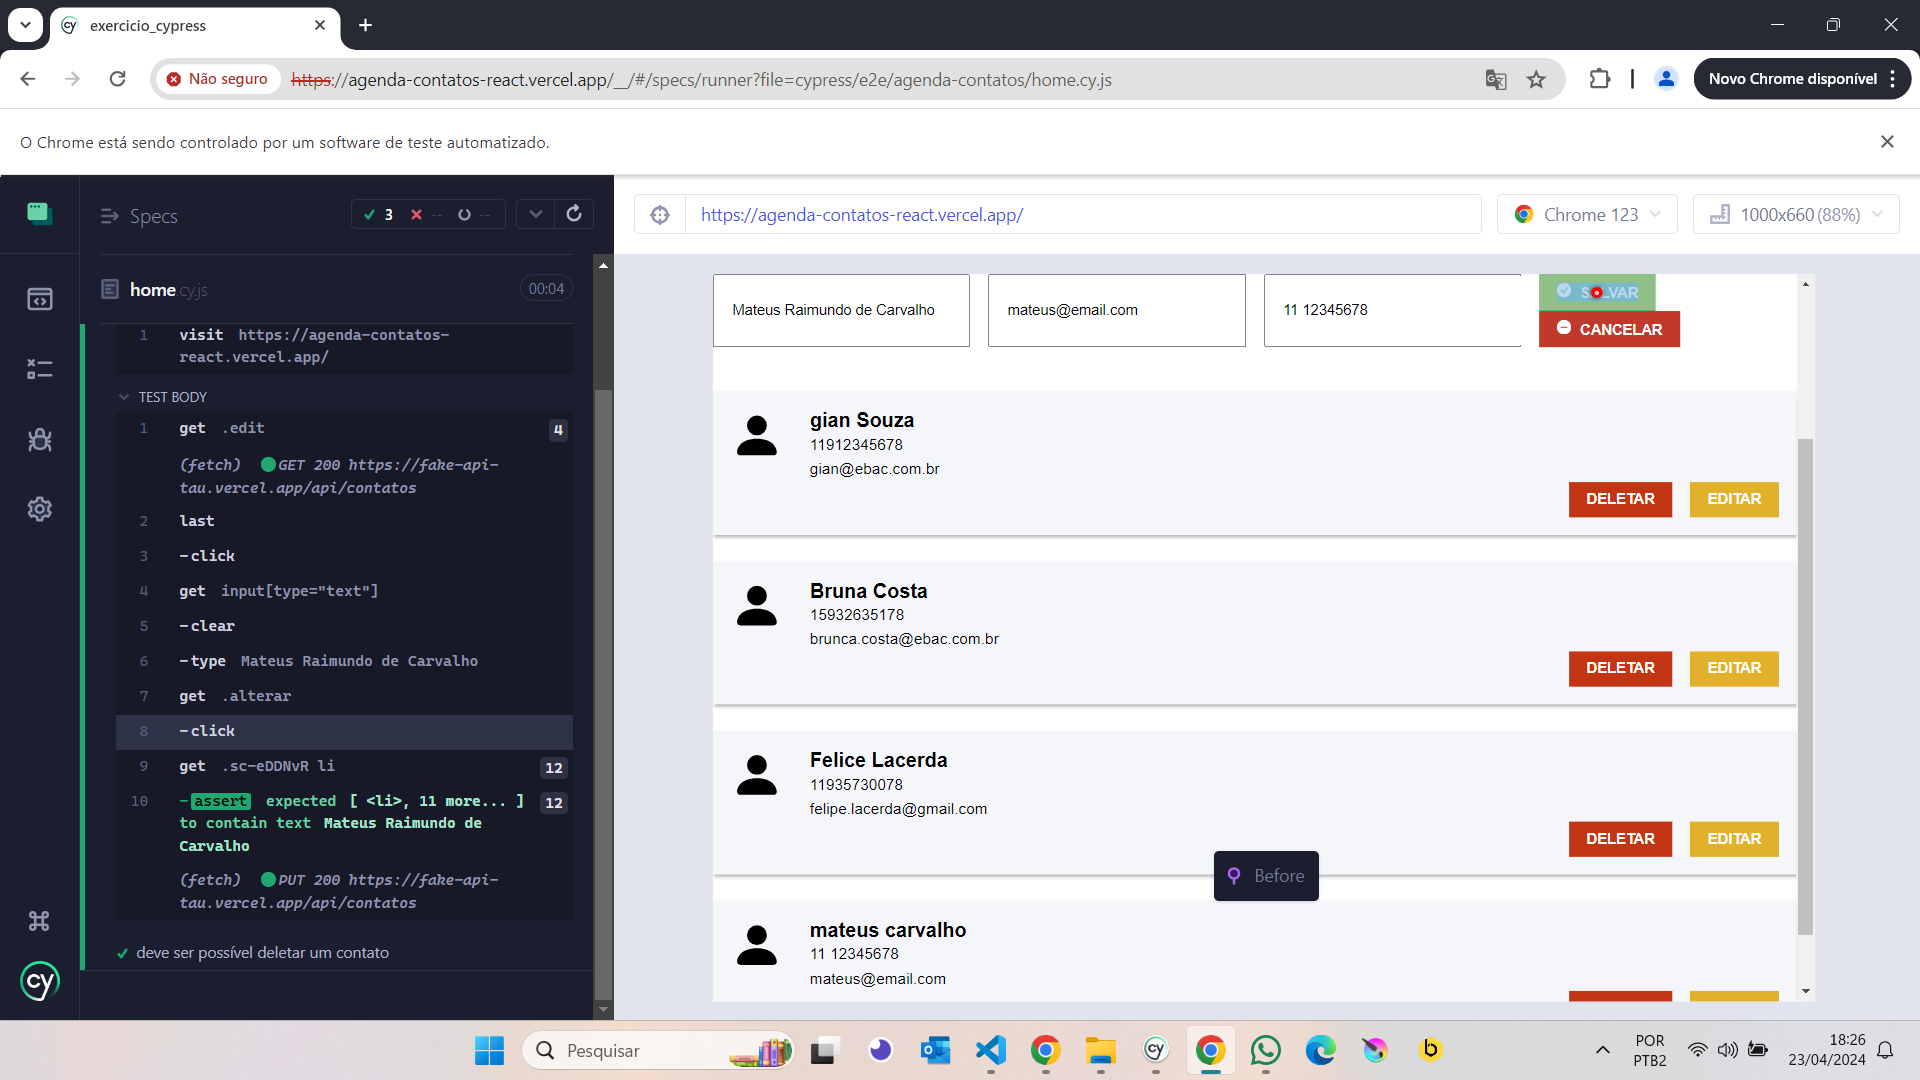 exercicio_cypress
Não seguro https://agenda-contatos-react.vercel.app/__/#/specs/runner?file=cypress/e2e/agenda-contatos/home.cy.js
Novo Chrome disponível
O Chrome está sendo controlado por um software de teste automatizado.
Specs
3 -- --
home.cy.js 00:04
1 visit https://agenda-contatos-
react.vercel.app/
TEST BODY
1 get .edit 4
(fetch) GET 200 https://fake-api-
tau.vercel.app/api/contatos
2 last
3 -click
4 get input[type="text"]
5 -clear
6 -type Mateus Raimundo de Carvalho
7 get .alterar
8 -click
9 get .sc-eDDNvR li 12
10 -assert expected [ <li>, 11 more... ] 12
to contain text Mateus Raimundo de
Carvalho
(fetch) PUT 200 https://fake-api-
tau.vercel.app/api/contatos
deve ser possível deletar um contato
cy
https://agenda-contatos-react.vercel.app/
Chrome 123
1000x660 (88%)
Mateus Raimundo de Carvalho
mateus@email.com
11 12345678
SALVAR
CANCELAR
gian Souza
11912345678
gian@ebac.com.br
DELETAR EDITAR
Bruna Costa
15932635178
brunca.costa@ebac.com.br
DELETAR EDITAR
Felice Lacerda
11935730078
felipe.lacerda@gmail.com
DELETAR EDITAR
Before
mateus carvalho
11 12345678
mateus@email.com
Pesquisar
POR
PTB2
18:26
23/04/2024